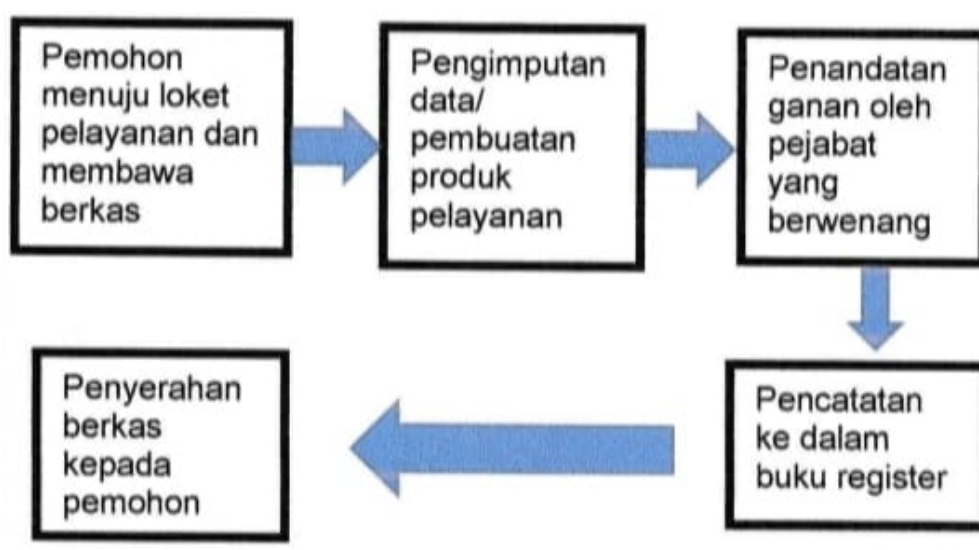 Pemohon
menuju loket
pelayanan dan
membawa
berkas
Pengimputan
data/
pembuatan
produk
pelayanan
Penandatan
ganan oleh
pejabat
yang
berwenang
Pencatatan
ke dalam
buku register
Penyerahan
berkas
kepada
pemohon